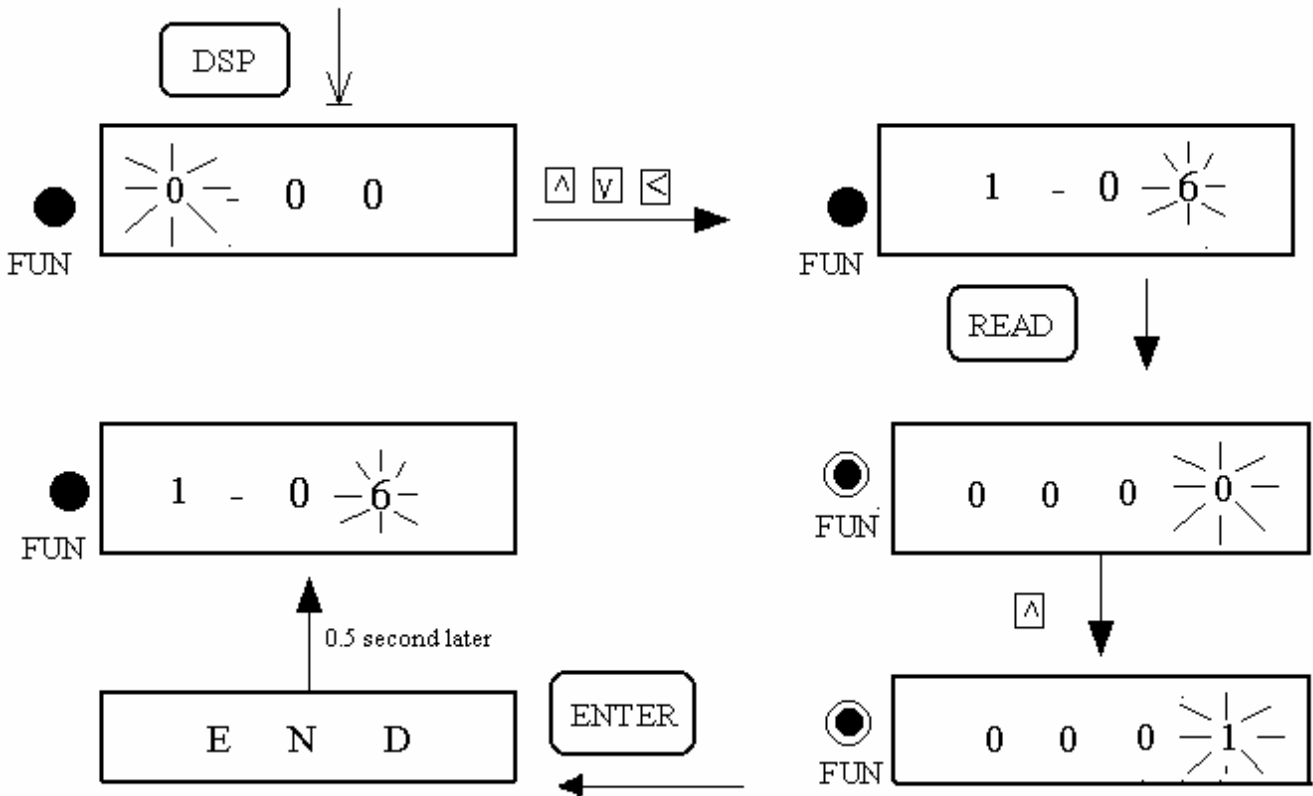 DSP
0 - 0 0
FUN
^ v <
1 - 0 6
FUN
READ
0 0 0 0
FUN
^
0 0 0 1
FUN
ENTER
E N D
0.5 second later
1 - 0 6
FUN